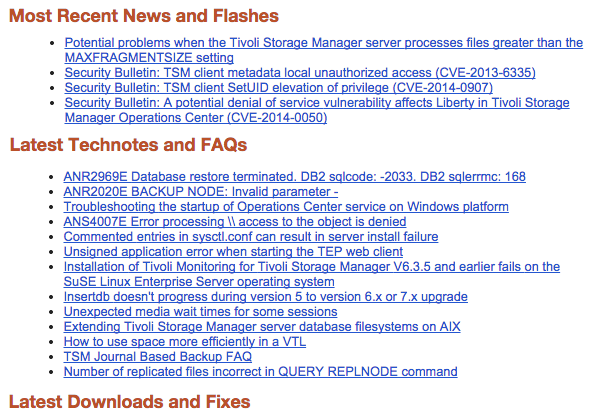 Most Recent News and Flashes
Potential problems when the Tivoli Storage Manager server processes files greater than the
MAXFRAGMENTSIZE setting
Security Bulletin: TSM client metadata local unauthorized access (CVE-2013-6335)
Security Bulletin: TSM client SetUID elevation of privilege (CVE-2014-0907)
Security Bulletin: A potential denial of service vulnerability affects Liberty in Tivoli Storage
Manager Operations Center (CVE-2014-0050)
Latest Technotes and FAQs
ANR2969E Database restore terminated. DB2 sqlcode: -2033. DB2 sqlerrmc: 168
ANR2020E BACKUP NODE: Invalid parameter -
Troubleshooting the startup of Operations Center service on Windows platform
ANS4007E Error processing \\ access to the object is denied
Commented entries in sysctl.conf can result in server install failure
Unsigned application error when starting the TEP web client
Installation of Tivoli Monitoring for Tivoli Storage Manager V6.3.5 and earlier fails on the
SuSE Linux Enterprise Server operating system
Insertdb doesn't progress during version 5 to version 6.x or 7.x upgrade
Unexpected media wait times for some sessions
Extending Tivoli Storage Manager server database filesystems on AIX
How to use space more efficiently in a VTL
TSM Journal Based Backup FAQ
Number of replicated files incorrect in QUERY REPLNODE command
Latest Downloads and Fixes